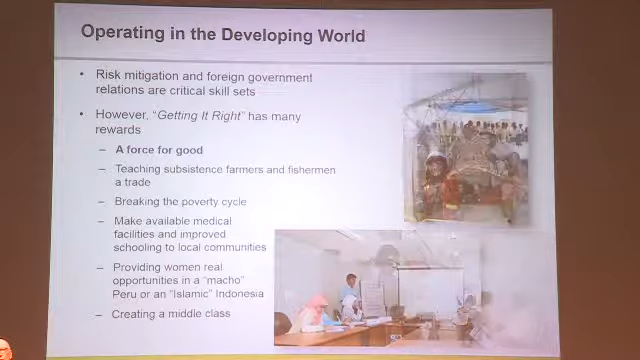 Operating in the Developing World
• Risk mitigation and foreign government
relations are critical skill sets
• However, "Getting It Right" has many
rewards
– A force for good
– Teaching subsistence farmers and fishermen
a trade
– Breaking the poverty cycle
– Make available medical
facilities and improved
schooling to local communities
– Providing women real
opportunities in a "macho"
Peru or an "Islamic" Indonesia
– Creating a middle class